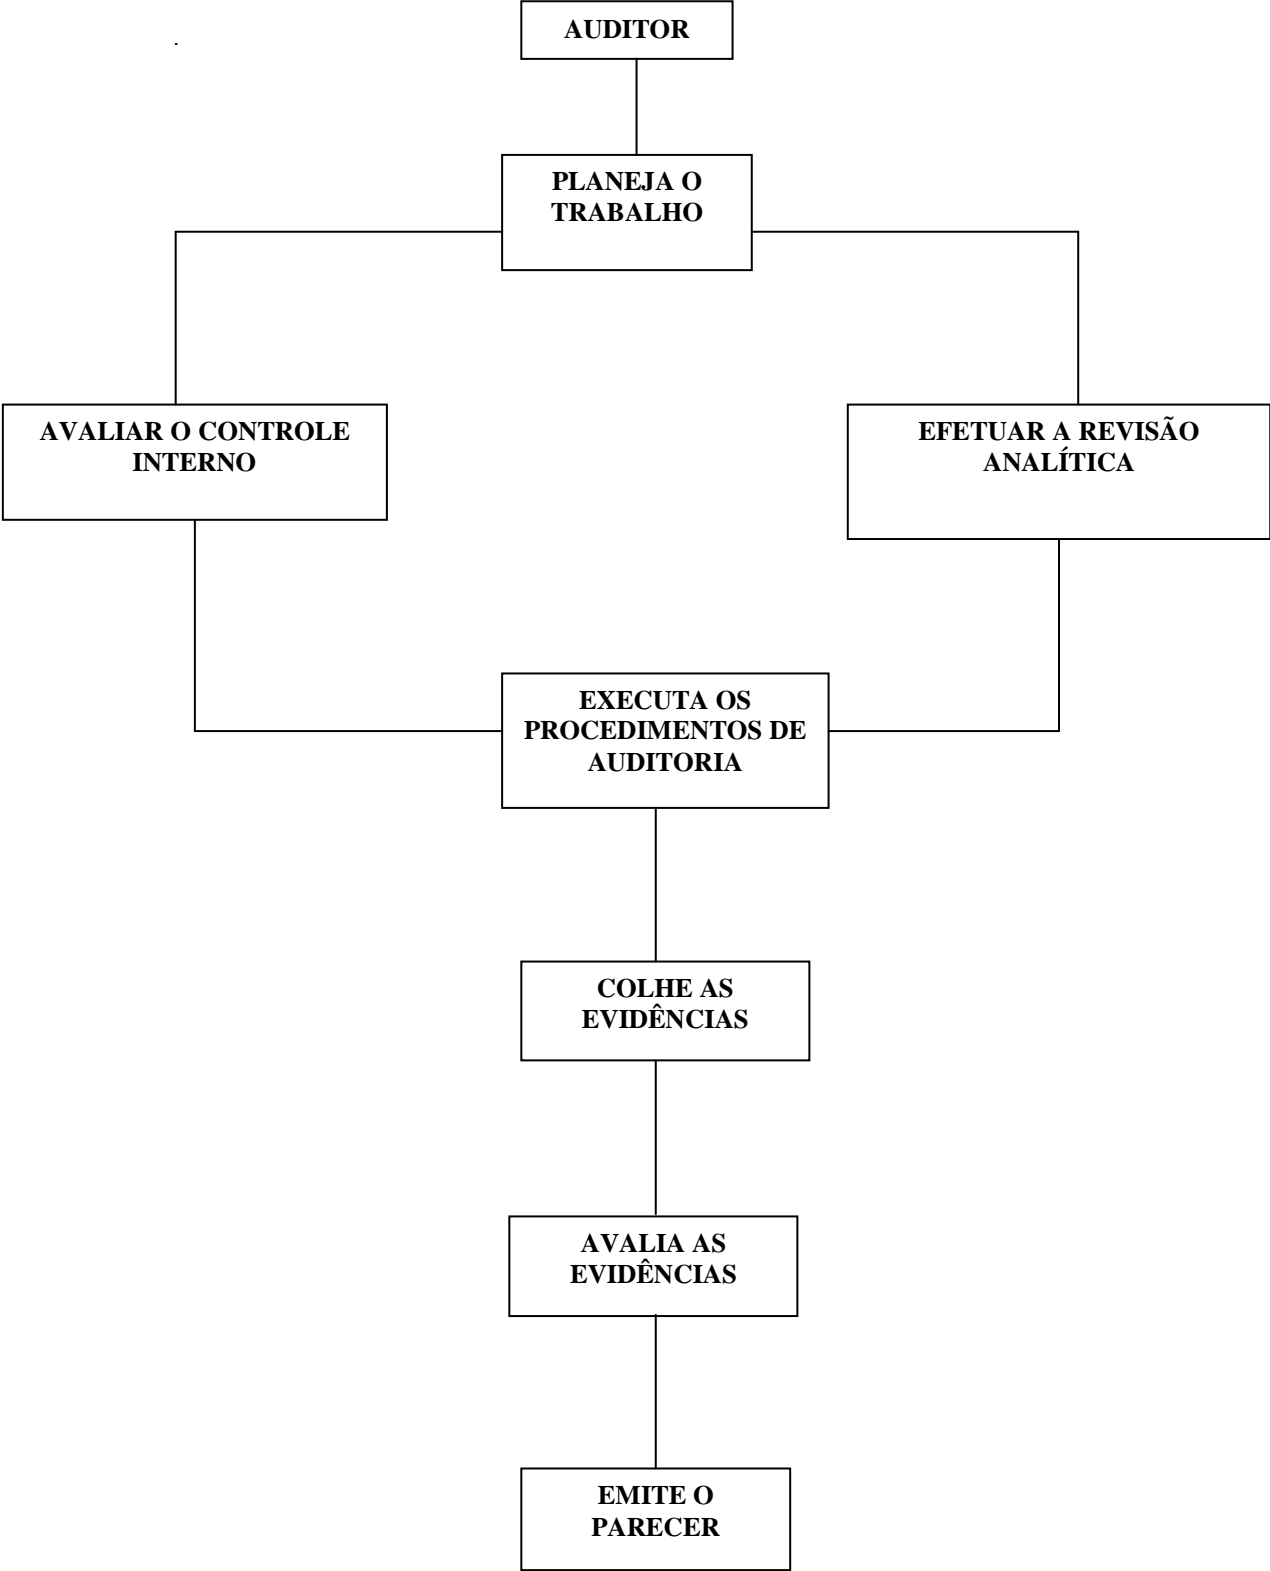 AUDITOR
.
PLANEJA O
TRABALHO
AVALIAR O CONTROLE
INTERNO
EFETUAR A REVISÃO
ANALÍTICA
EXECUTA OS
PROCEDIMENTOS DE
AUDITORIA
COLHE AS
EVIDÊNCIAS
AVALIA AS
EVIDÊNCIAS
EMITE O
PARECER